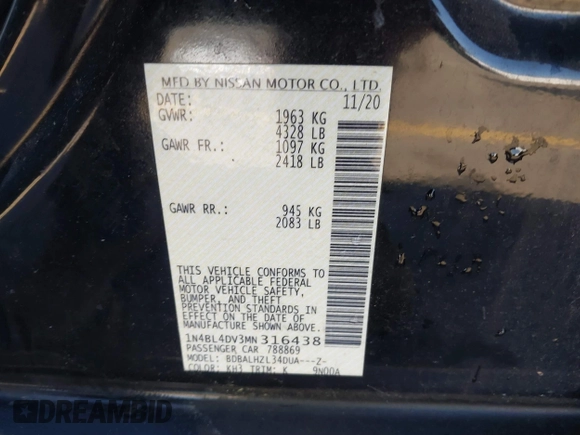 MFD BY NISSAN MOTOR CO., LTD.
DATE: 11/20
GVWR: 1963 KG
4328 LB
GAWR FR.: 1097 KG
2418 LB
GAWR RR.: 945 KG
2083 LB
THIS VEHICLE CONFORMS TO
ALL APPLICABLE FEDERAL
MOTOR VEHICLE SAFETY,
BUMPER, AND THEFT
PREVENTION STANDARDS
IN EFFECT ON THE DATE OF
MANUFACTURE SHOWN ABOVE.
1N4BL4DV3MN316438
PASSENGER CAR 788869
MODEL: BDBALHZL34DUA---Z-
COLOR: KH3 TRIM: K 9N00A
DREAMBID